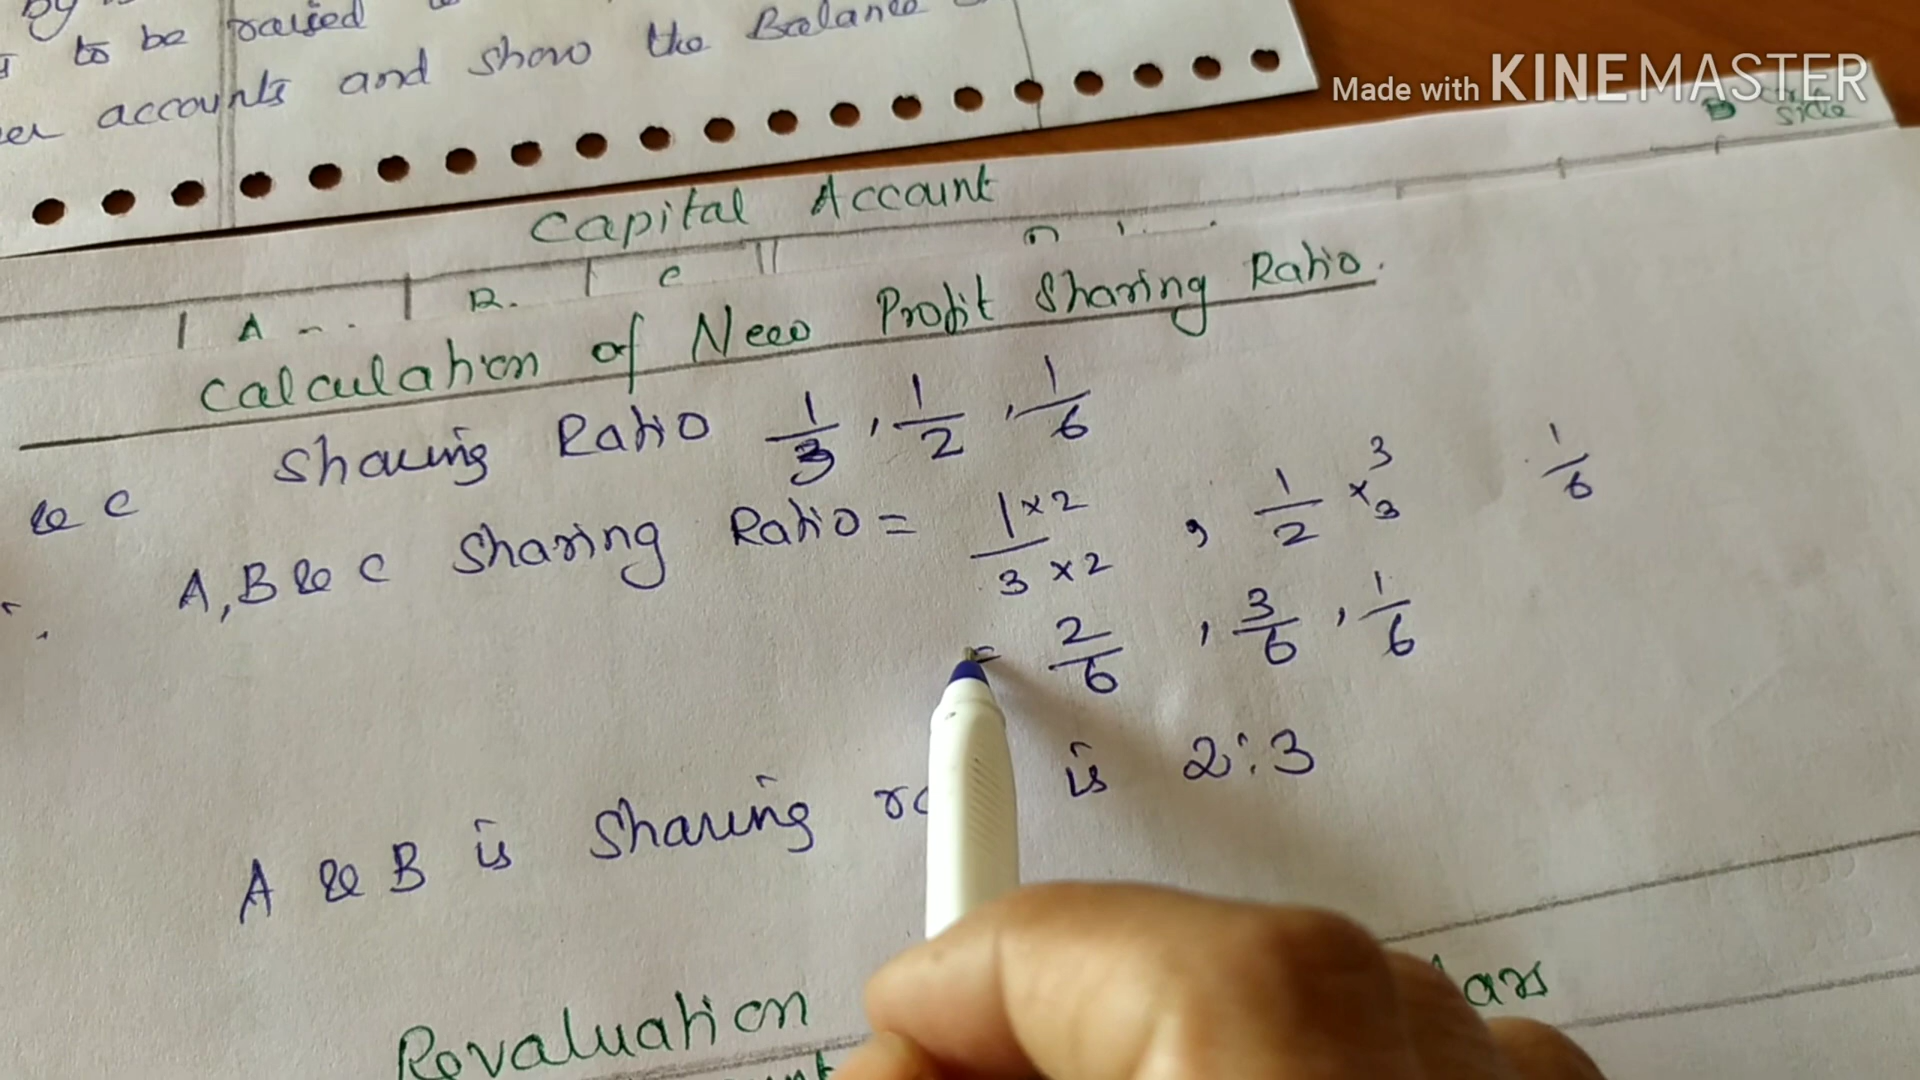 to be raised
accounts and show the Balance
Made with KINEMASTER
Side
Capital Account
A B. C
Calculation of New Profit Sharing Ratio.
& C Sharing Ratio 1/3 , 1/2 , 1/6
A, B & C Sharing Ratio = 1×2/3×2 , 1/2 ×3/×3 1/6
= 2/6 , 3/6 , 1/6
A & B is Sharing is 2:3
Revaluation